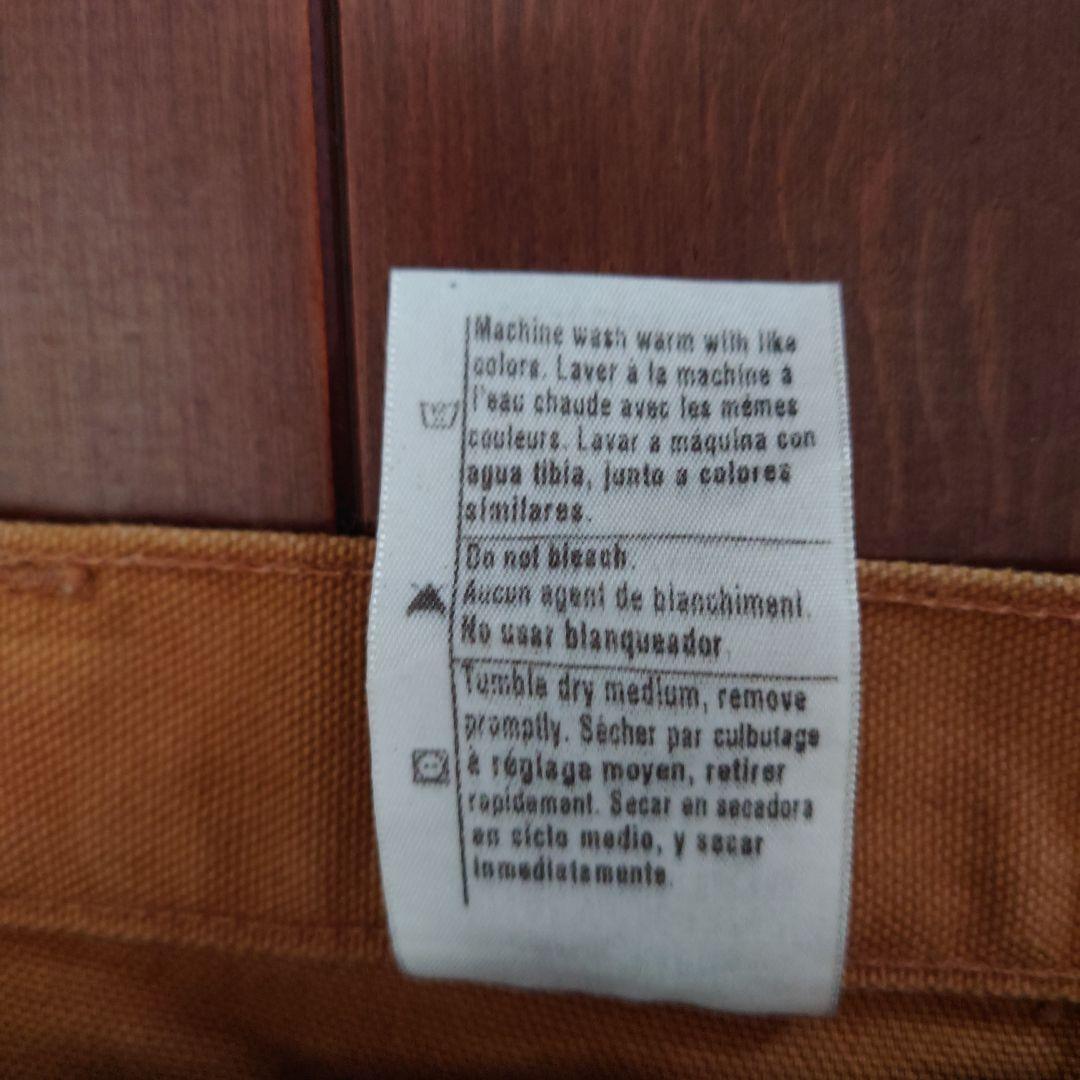 Machine wash warm with like
colors. Laver à la machine à
l'eau chaude avec les mêmes
couleurs. Lavar a máquina con
agua tibia, junto a colores
similares.
Do not bleach.
Aucun agent de blanchiment.
No usar blanqueador.
Tumble dry medium, remove
promptly. Sécher par culbutage
à réglage moyen, retirer
rapidement. Secar en secadora
en ciclo medio, y sacar
inmediatamente.